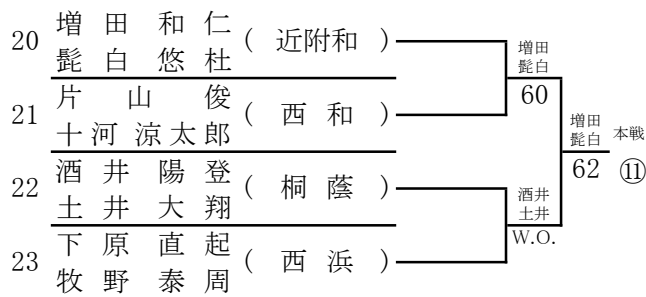 20 増田和仁 (近附和)
髭白悠杜
21 片山俊 (西和)
十河涼太郎
22 酒井陽登 (桐蔭)
土井大翔
23 下原直起 (西浜)
牧野泰周
増田
髭白
60
酒井
土井
W.O.
増田
髭白
62
本戦
⑪